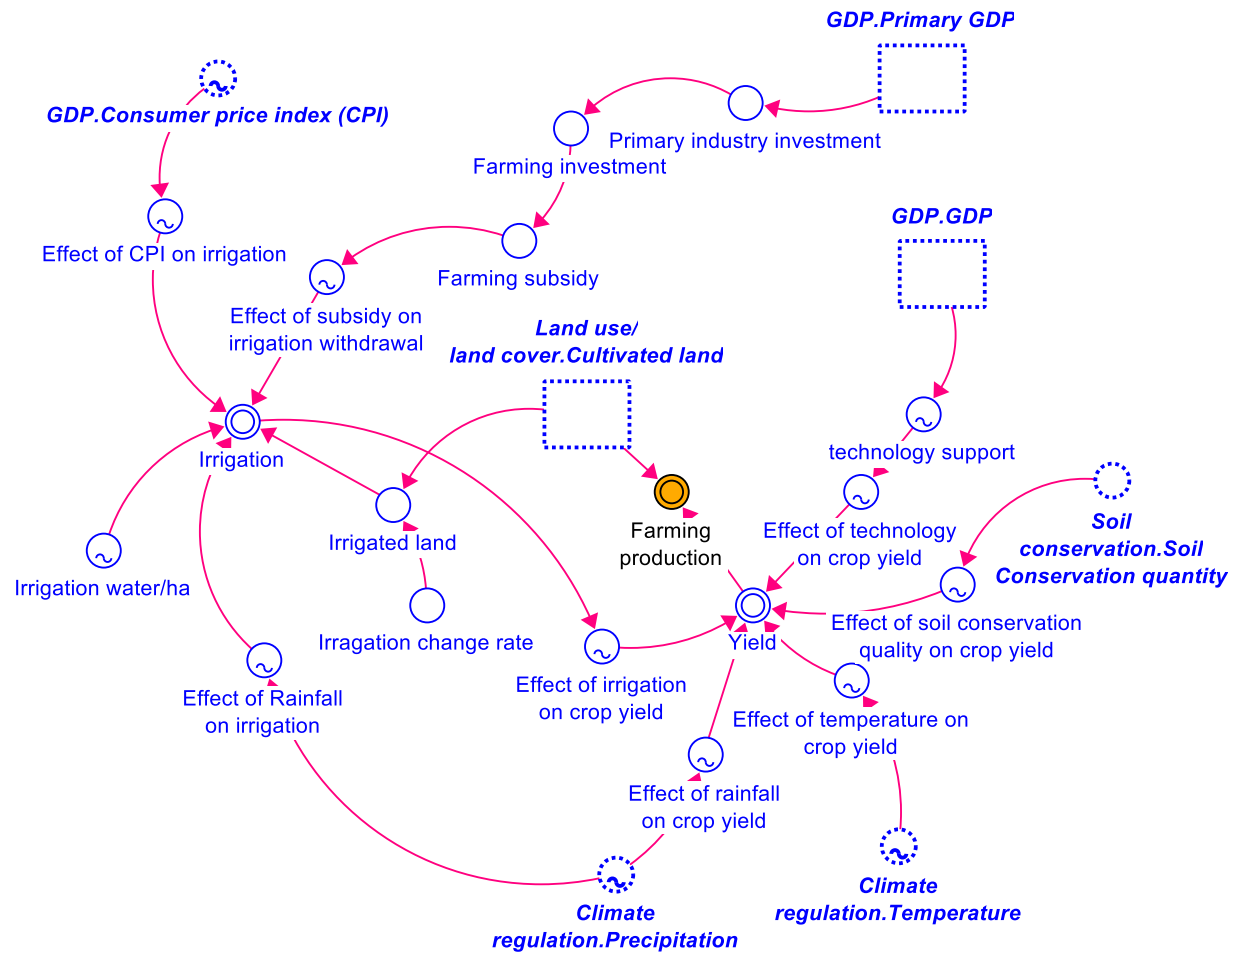 GDP.Primary GDP
GDP.Consumer price index (CPI)
Primary industry investment
Farming investment
GDP.GDP
Effect of CPI on irrigation
Farming subsidy
Effect of subsidy on
irrigation withdrawal
Land use/
land cover.Cultivated land
technology support
Irrigation
Soil
conservation.Soil
Conservation quantity
Farming
production
Effect of technology
on crop yield
Irrigated land
Irrigation water/ha
Irragation change rate
Yield
Effect of soil conservation
quality on crop yield
Effect of Rainfall
on irrigation
Effect of irrigation
on crop yield
Effect of temperature on
crop yield
Effect of rainfall
on crop yield
Climate
regulation.Temperature
Climate
regulation.Precipitation